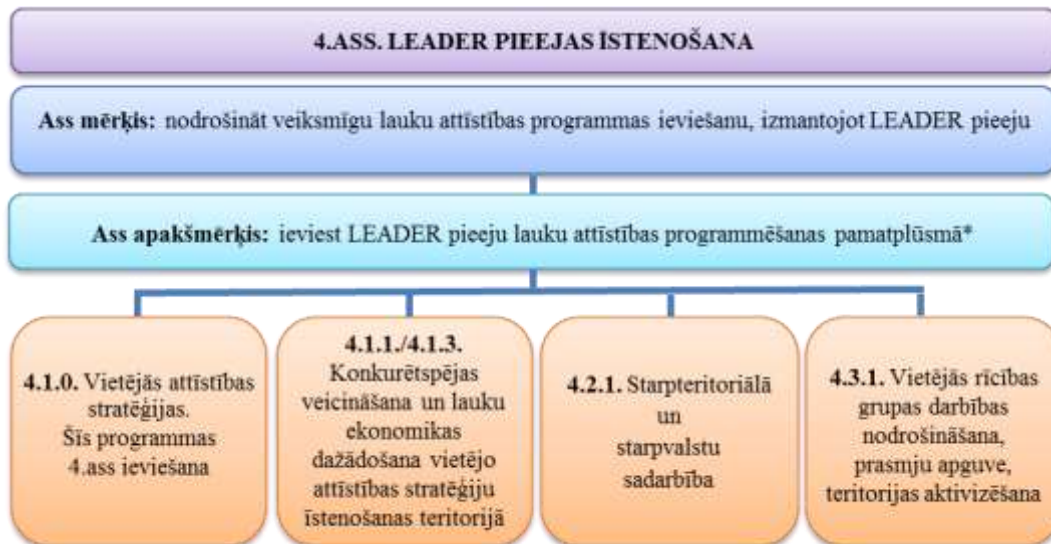 4.ASS. LEADER PIEEJAS ĪSTENOŠANA
Ass mērķis: nodrošināt veiksmīgu lauku attīstības programmas ieviešanu, izmantojot LEADER pieeju
Ass apakšmērķis: ieviest LEADER pieeju lauku attīstības programmēšanas pamatplūsmā*
4.1.0. Vietējās attīstības
stratēģijas.
Šīs programmas
4.ass ieviešana
4.1.1./4.1.3.
Konkurētspējas
veicināšana un lauku
ekonomikas
dažādošana vietējo
attīstības stratēģiju
īstenošanas teritorijā
4.2.1. Starpteritoriālā
un
starpvalstu
sadarbība
4.3.1. Vietējās rīcības
grupas darbības
nodrošināšana,
prasmju apguve,
teritorijas aktivizēšana